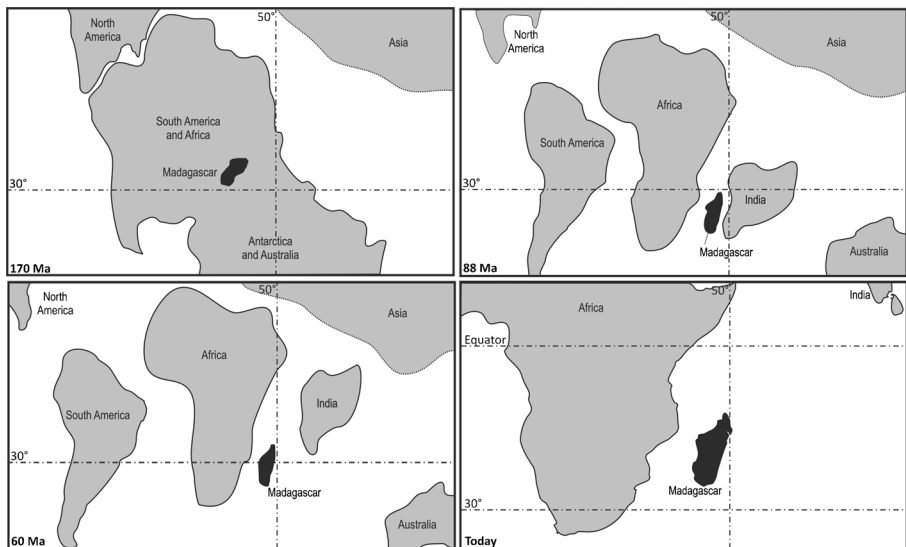 50°
North
America
Asia
South America
and Africa
Madagascar
30°
Antarctica
and Australia
170 Ma
50°
North
America
Asia
Africa
South America
30°
India
Madagascar
Australia
88 Ma
50°
North
America
Asia
Africa
India
South America
30°
Madagascar
Australia
60 Ma
50°
India
Africa
Equator
Madagascar
30°
Today